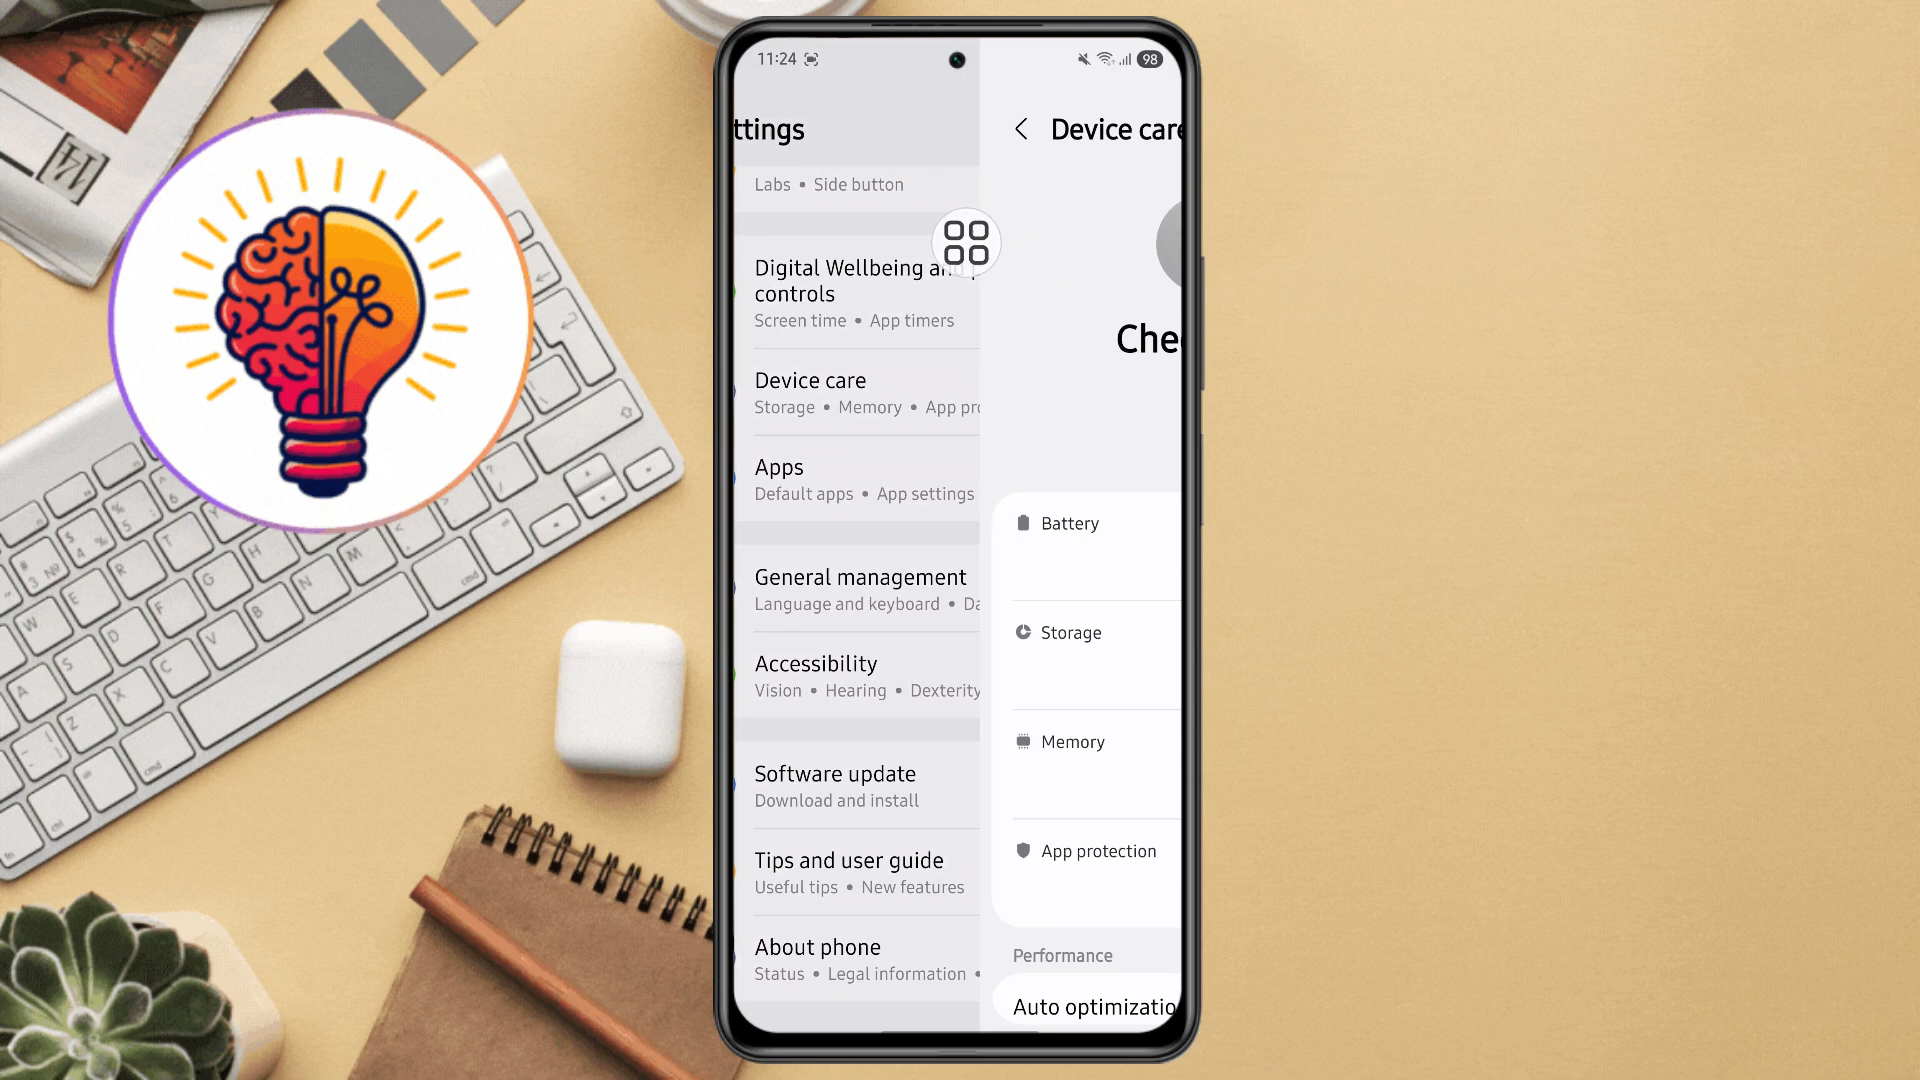 11:24
98
ttings
Labs • Side button
Digital Wellbeing
controls
Screen time • App timers
Device care
Storage • Memory • App pr
Apps
Default apps • App settings
General management
Language and keyboard • Da
Accessibility
Vision • Hearing • Dexterity
Software update
Download and install
Tips and user guide
Useful tips • New features
About phone
Status • Legal information •
Device care
Che
Battery
Storage
Memory
App protection
Performance
Auto optimizatio